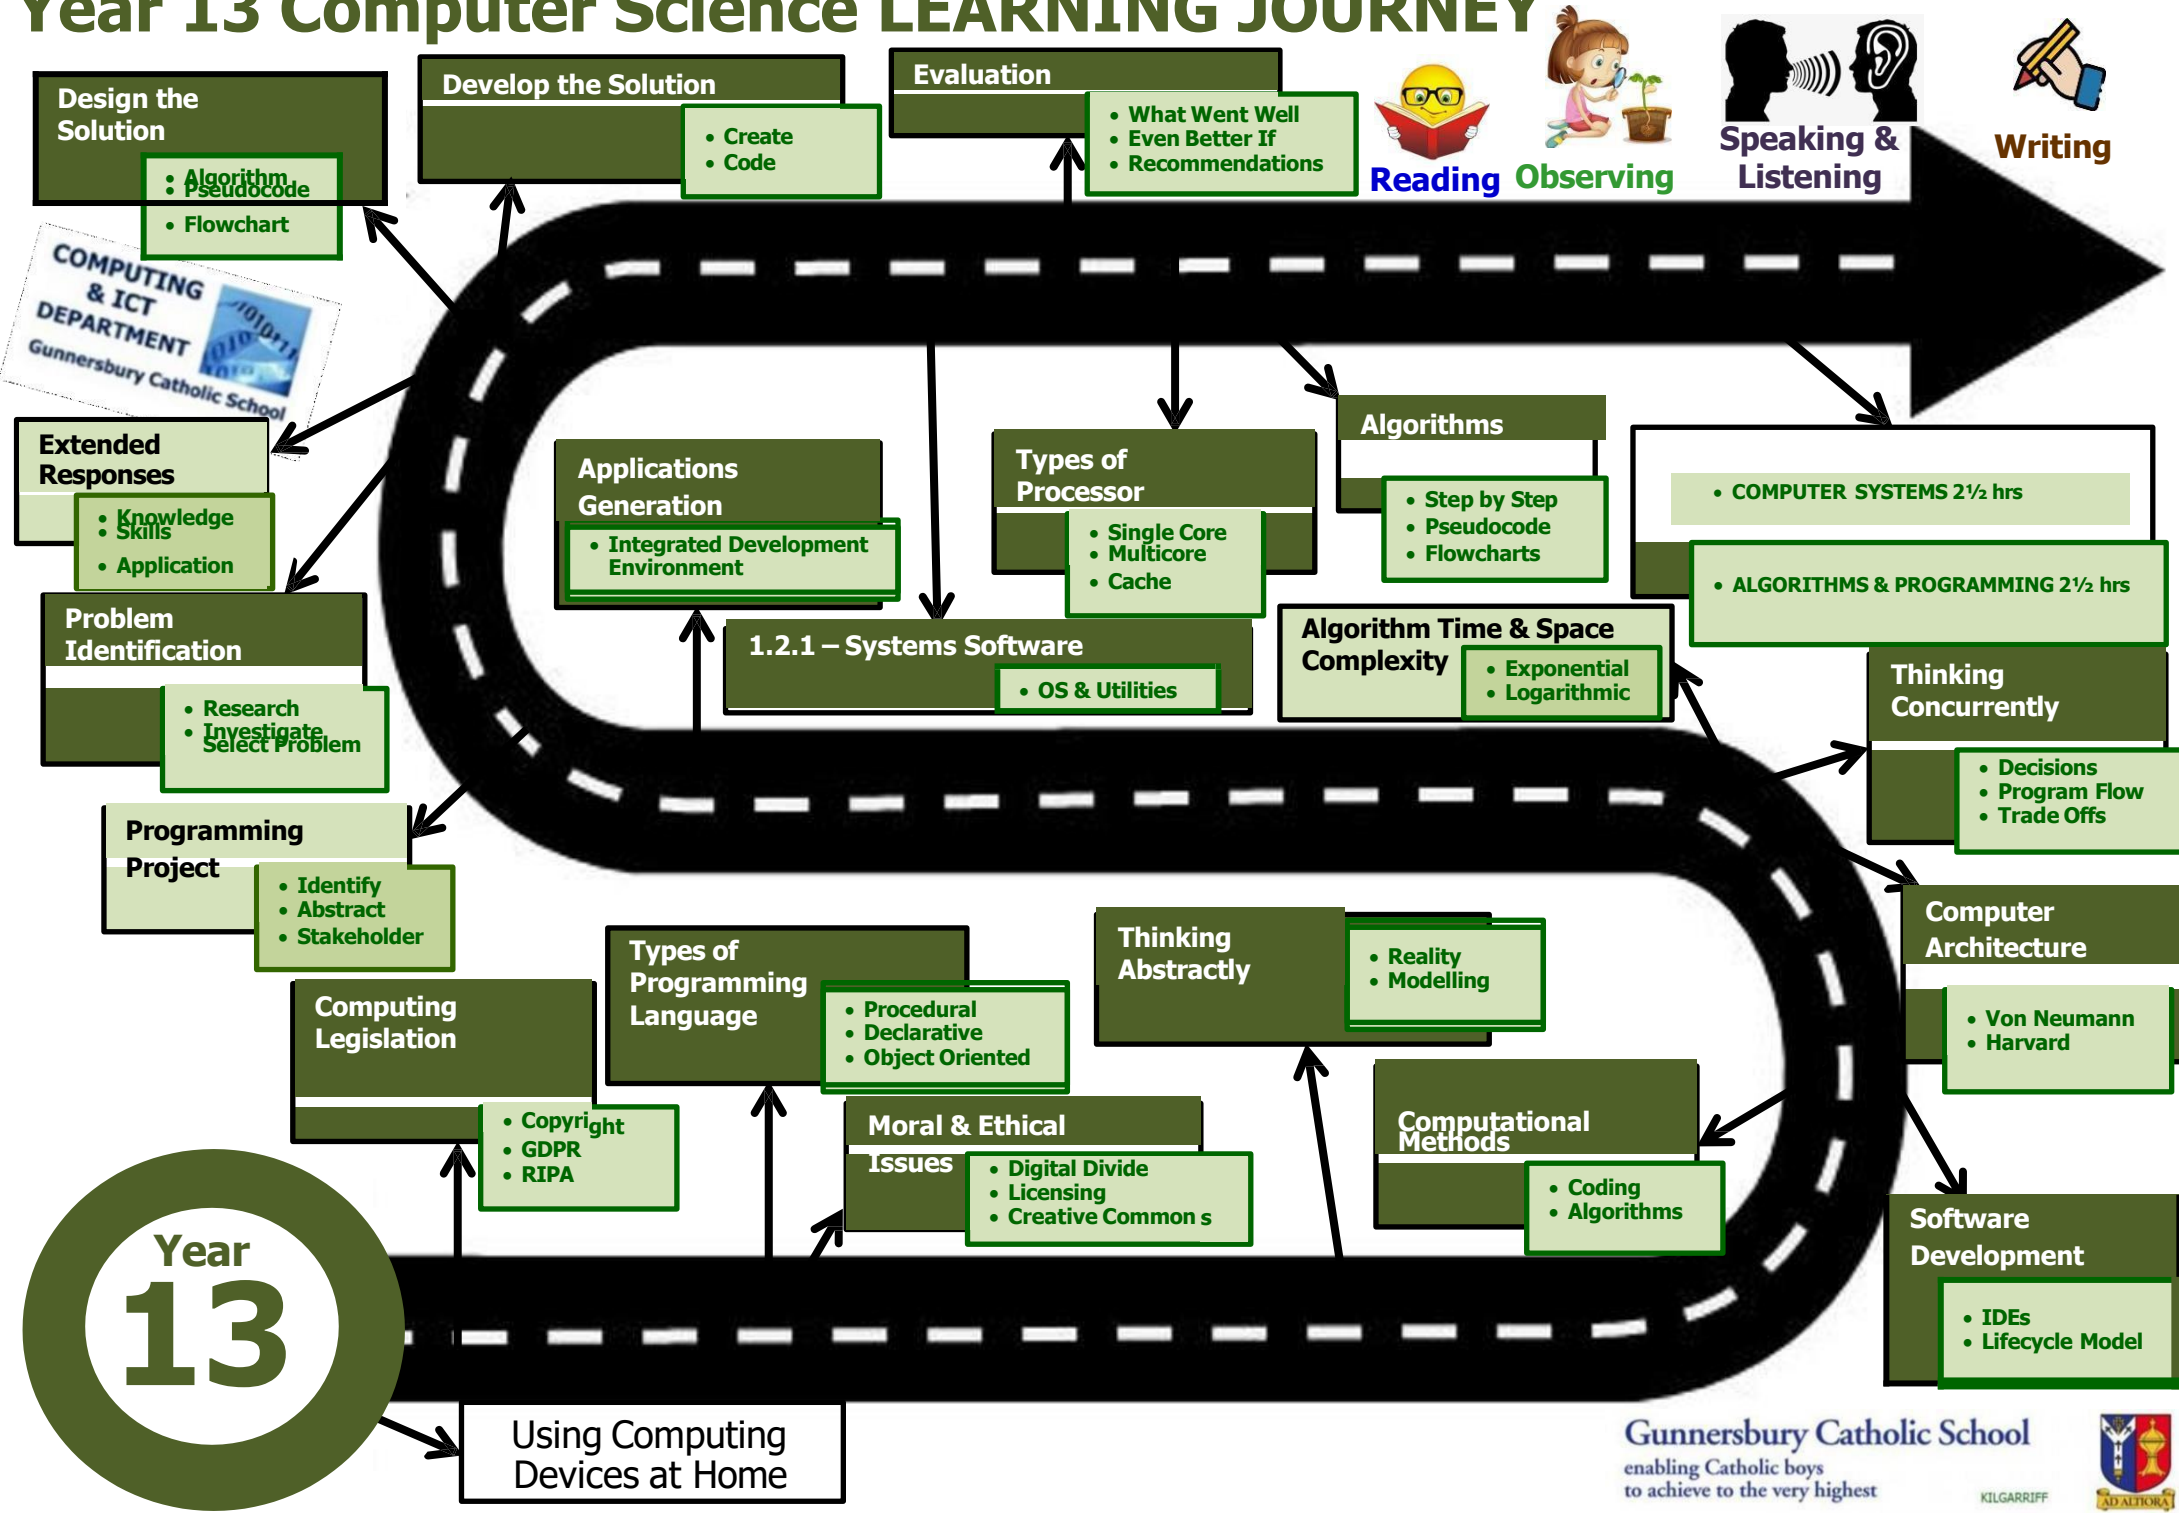 Year 13 Computer Science LEARNING JOURNEY
Design the
Solution
• Algorithm
• Pseudocode
• Flowchart
Develop the Solution
• Create
• Code
Evaluation
• What Went Well
• Even Better If
• Recommendations
Reading
Observing
Speaking &
Listening
Writing
COMPUTING
& ICT
DEPARTMENT
Gunnersbury Catholic School
Extended
Responses
• Knowledge
• Skills
• Application
Applications
Generation
• Integrated Development
Environment
Types of
Processor
• Single Core
• Multicore
• Cache
Algorithms
• Step by Step
• Pseudocode
• Flowcharts
• COMPUTER SYSTEMS 2½ hrs
• ALGORITHMS & PROGRAMMING 2½ hrs
Problem
Identification
• Research
• Investigate
Select Problem
1.2.1 – Systems Software
• OS & Utilities
Algorithm Time & Space
Complexity
• Exponential
• Logarithmic
Thinking
Concurrently
• Decisions
• Program Flow
• Trade Offs
Programming
Project
• Identify
• Abstract
• Stakeholder
Computer
Architecture
• Von Neumann
• Harvard
Computing
Legislation
• Copyright
• GDPR
• RIPA
Types of
Programming
Language
• Procedural
• Declarative
• Object Oriented
Thinking
Abstractly
• Reality
• Modelling
Moral & Ethical
Issues
• Digital Divide
• Licensing
• Creative Common s
Computational
Methods
• Coding
• Algorithms
Software
Development
• IDEs
• Lifecycle Model
Year
13
Using Computing
Devices at Home
Gunnersbury Catholic School
enabling Catholic boys
to achieve to the very highest
KILGARRIFF
AD ALTIORA